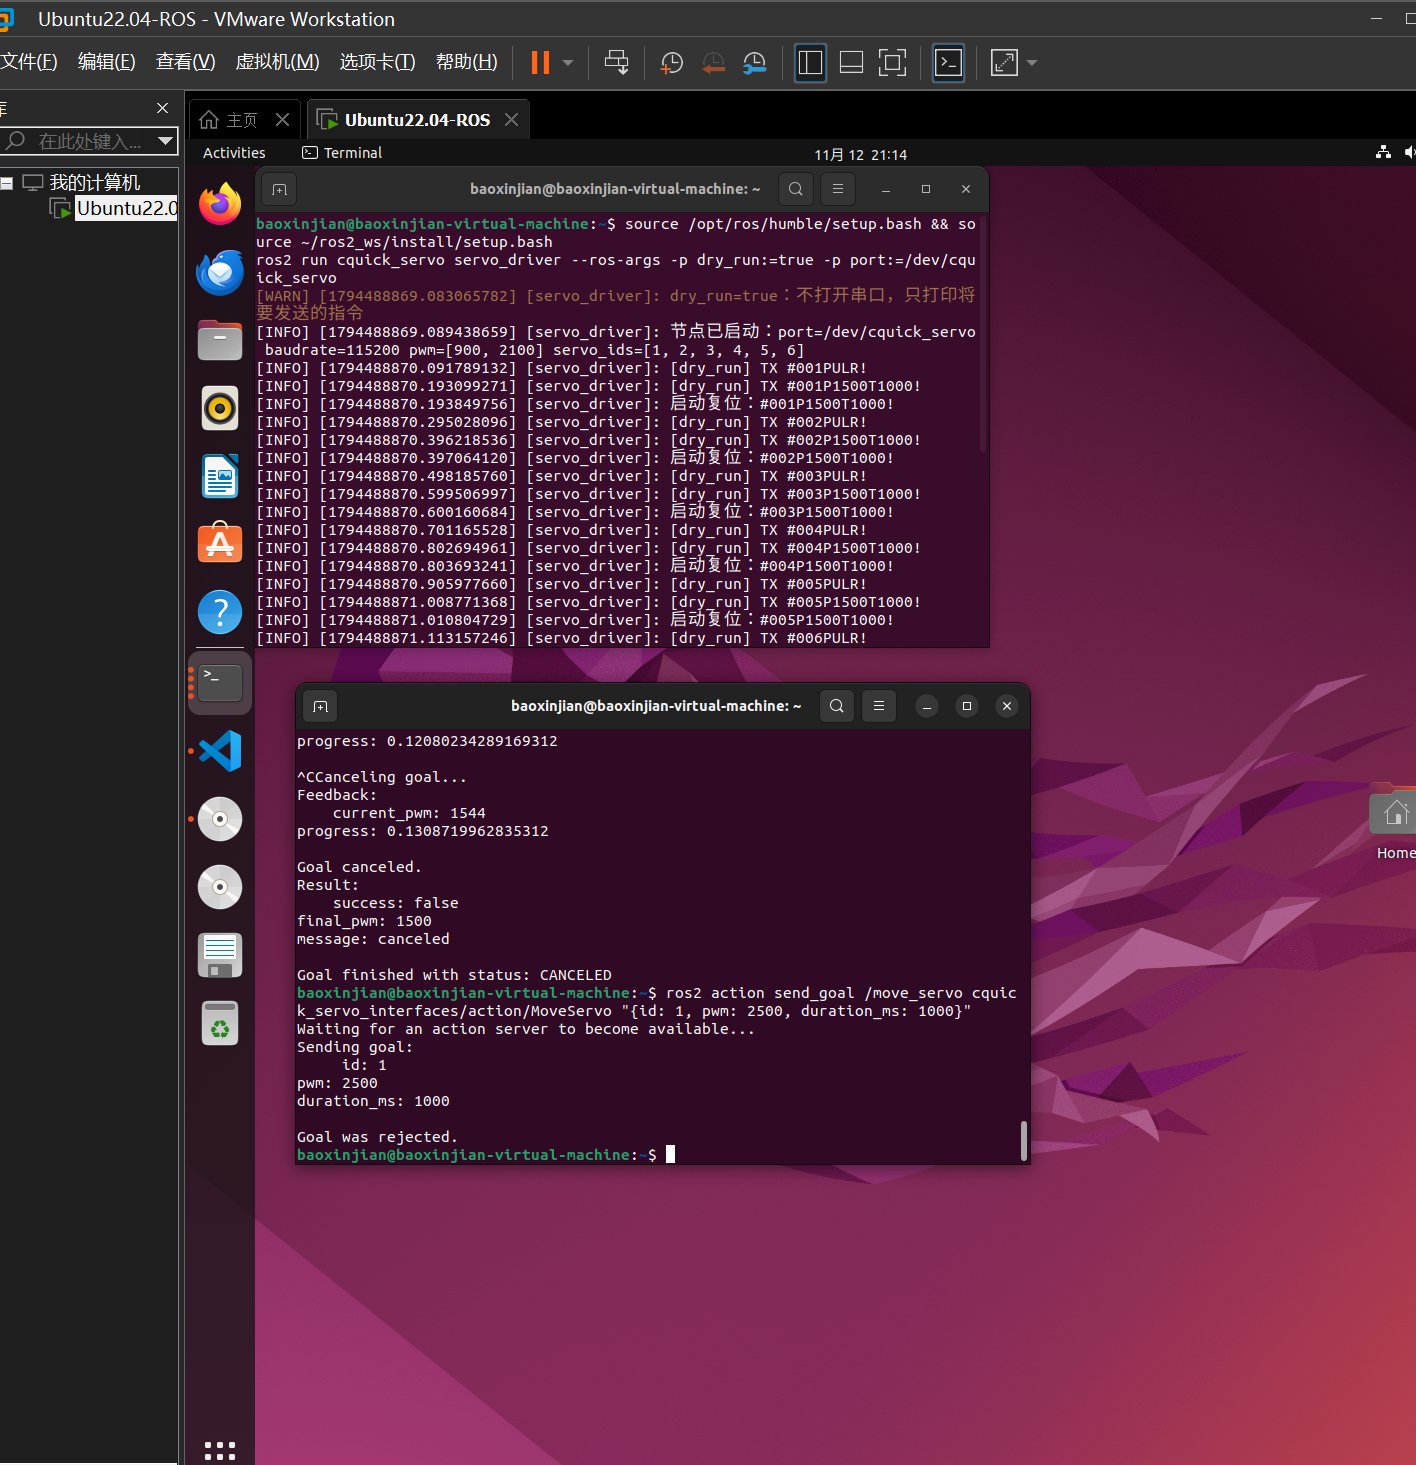 Ubuntu22.04-ROS - VMware Workstation
文件(F) 编辑(E) 查看(V) 虚拟机(M) 选项卡(T) 帮助(H)
库
在此处键入...
我的计算机
Ubuntu22.0
主页
Ubuntu22.04-ROS
Activities
Terminal
11月 12 21:14
baoxinjian@baoxinjian-virtual-machine: ~
baoxinjian@baoxinjian-virtual-machine:~$ source /opt/ros/humble/setup.bash && so
urce ~/ros2_ws/install/setup.bash
ros2 run cquick_servo servo_driver --ros-args -p dry_run:=true -p port:=/dev/cqu
ick_servo
[WARN] [1794488869.083065782] [servo_driver]: dry_run=true：不打开串口，只打印将
要发送的指令
[INFO] [1794488869.089438659] [servo_driver]: 节点已启动：port=/dev/cquick_servo
baudrate=115200 pwm=[900, 2100] servo_ids=[1, 2, 3, 4, 5, 6]
[INFO] [1794488870.091789132] [servo_driver]: [dry_run] TX #001PULR!
[INFO] [1794488870.193099271] [servo_driver]: [dry_run] TX #001P1500T1000!
[INFO] [1794488870.193849756] [servo_driver]: 启动复位：#001P1500T1000!
[INFO] [1794488870.295028096] [servo_driver]: [dry_run] TX #002PULR!
[INFO] [1794488870.396218536] [servo_driver]: [dry_run] TX #002P1500T1000!
[INFO] [1794488870.397064120] [servo_driver]: 启动复位：#002P1500T1000!
[INFO] [1794488870.498185760] [servo_driver]: [dry_run] TX #003PULR!
[INFO] [1794488870.599506997] [servo_driver]: [dry_run] TX #003P1500T1000!
[INFO] [1794488870.600160684] [servo_driver]: 启动复位：#003P1500T1000!
[INFO] [1794488870.701165528] [servo_driver]: [dry_run] TX #004PULR!
[INFO] [1794488870.802694961] [servo_driver]: [dry_run] TX #004P1500T1000!
[INFO] [1794488870.803693241] [servo_driver]: 启动复位：#004P1500T1000!
[INFO] [1794488870.905977660] [servo_driver]: [dry_run] TX #005PULR!
[INFO] [1794488871.008771368] [servo_driver]: [dry_run] TX #005P1500T1000!
[INFO] [1794488871.010804729] [servo_driver]: 启动复位：#005P1500T1000!
[INFO] [1794488871.113157246] [servo_driver]: [dry_run] TX #006PULR!
baoxinjian@baoxinjian-virtual-machine: ~
progress: 0.12080234289169312
^CCanceling goal...
Feedback:
current_pwm: 1544
progress: 0.1308719962835312
Goal canceled.
Result:
success: false
final_pwm: 1500
message: canceled
Goal finished with status: CANCELED
baoxinjian@baoxinjian-virtual-machine:~$ ros2 action send_goal /move_servo cquic
k_servo_interfaces/action/MoveServo "{id: 1, pwm: 2500, duration_ms: 1000}"
Waiting for an action server to become available...
Sending goal:
id: 1
pwm: 2500
duration_ms: 1000
Goal was rejected.
baoxinjian@baoxinjian-virtual-machine:~$
Home